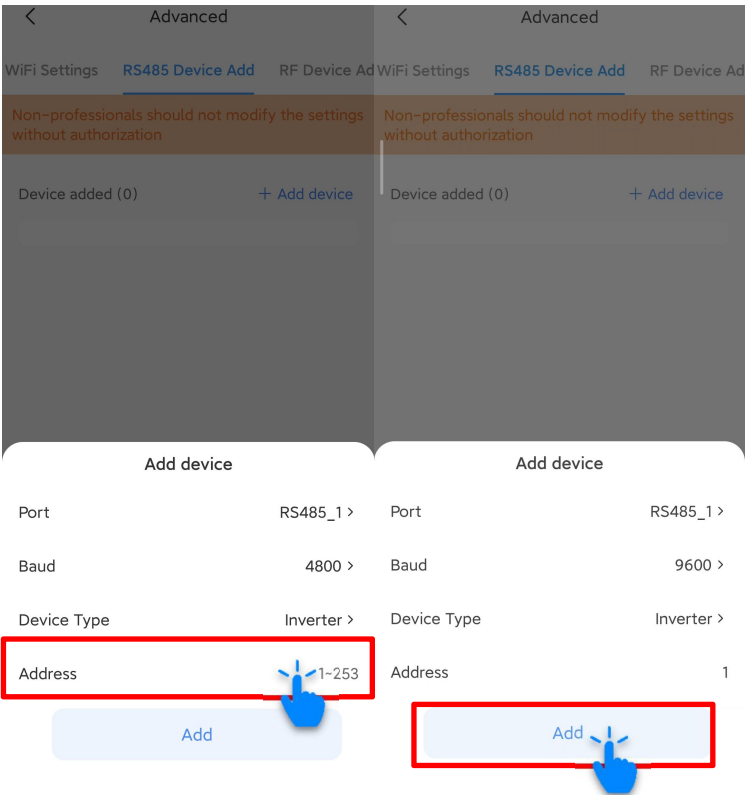 Advanced
WiFi Settings RS485 Device Add RF Device Ad
Non-professionals should not modify the settings
without authorization
Device added (0) + Add device
Add device
Port RS485_1 >
Baud 4800 >
Device Type Inverter >
Address 1~253
Add
Advanced
WiFi Settings RS485 Device Add RF Device Ad
Non-professionals should not modify the settings
without authorization
Device added (0) + Add device
Add device
Port RS485_1 >
Baud 9600 >
Device Type Inverter >
Address 1
Add